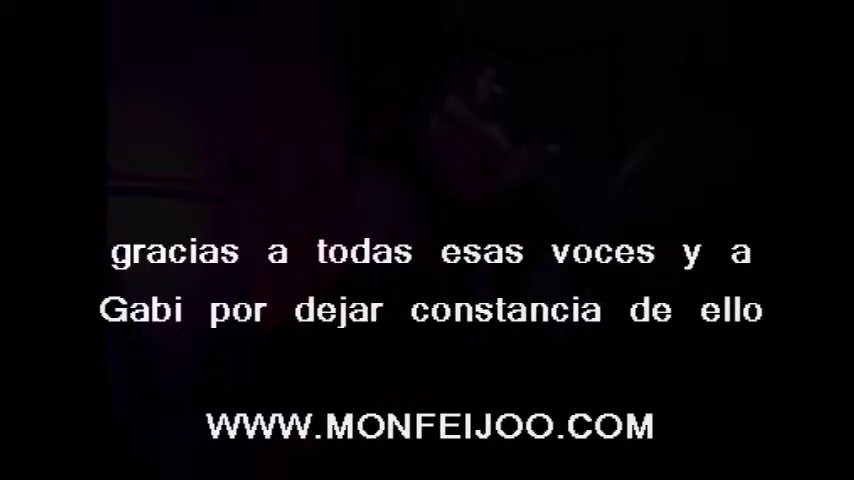 gracias a todas esas voces y a
Gabi por dejar constancia de ello
WWW.MONFEIJOO.COM